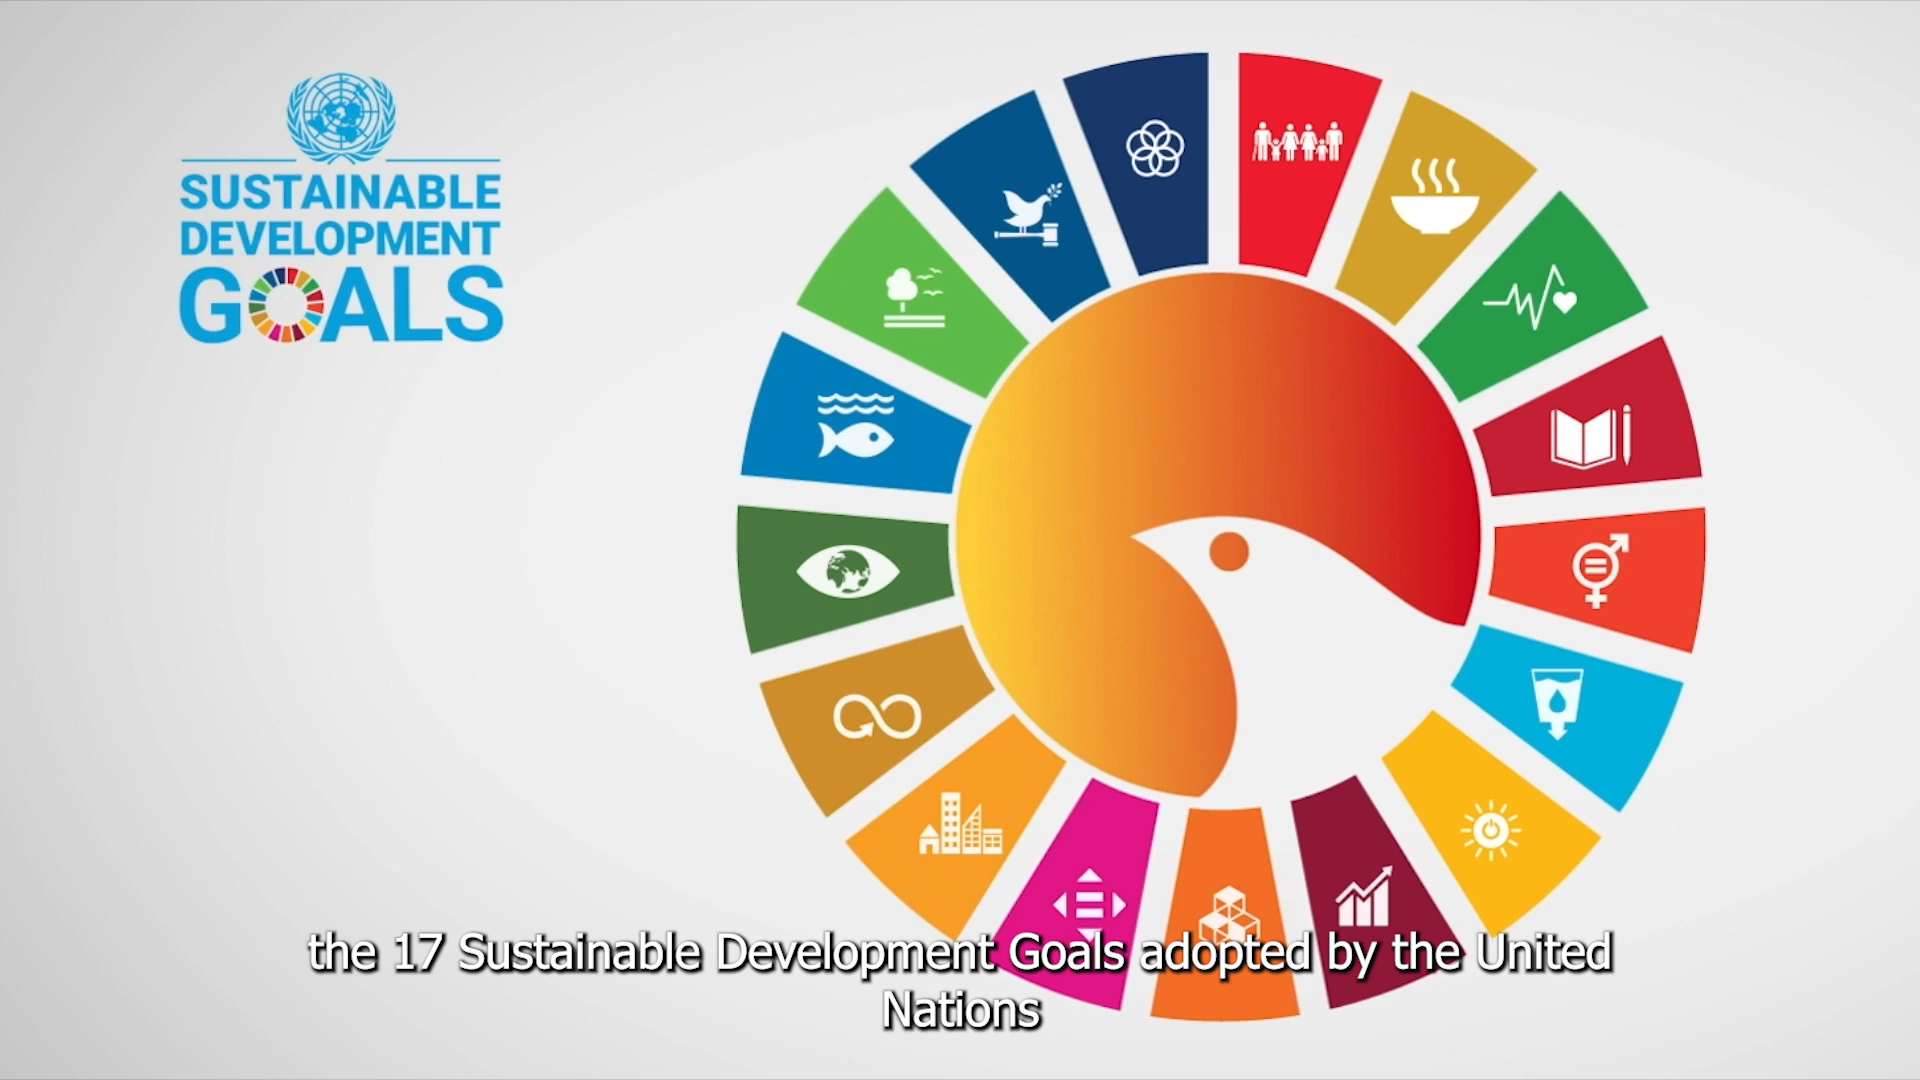 SUSTAINABLE
DEVELOPMENT
GOALS
the 17 Sustainable Development Goals adopted by the United
Nations